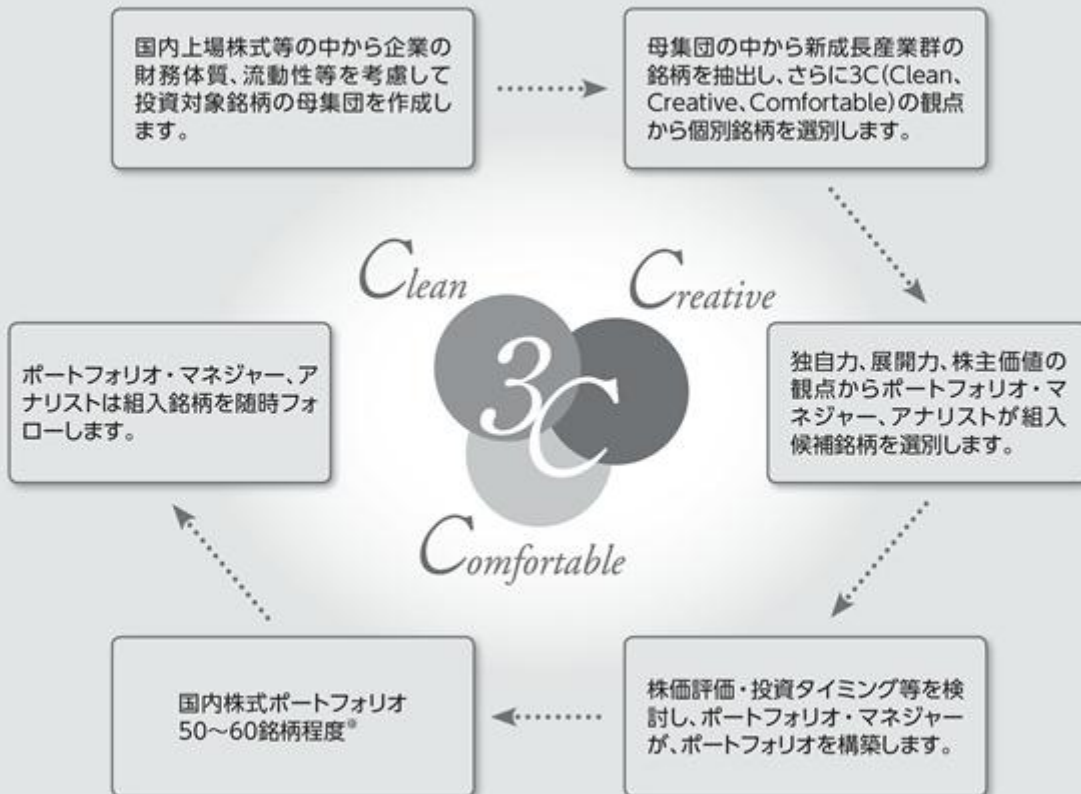 国内上場株式等の中から企業の
財務体質、流動性等を考慮して
投資対象銘柄の母集団を作成し
ます。
母集団の中から新成長産業群の
銘柄を抽出し、さらに3C(Clean、
Creative、Comfortable)の観点
から個別銘柄を選別します。
Clean
Creative
3C
Comfortable
独自力、展開力、株主価値の
観点からポートフォリオ・マ
ネジャー、アナリストが組入
候補銘柄を選別します。
株価評価・投資タイミング等を検
討し、ポートフォリオ・マネジャー
が、ポートフォリオを構築します。
国内株式ポートフォリオ
50～60銘柄程度※
ポートフォリオ・マネジャー、ア
ナリストは組入銘柄を随時フォ
ローします。